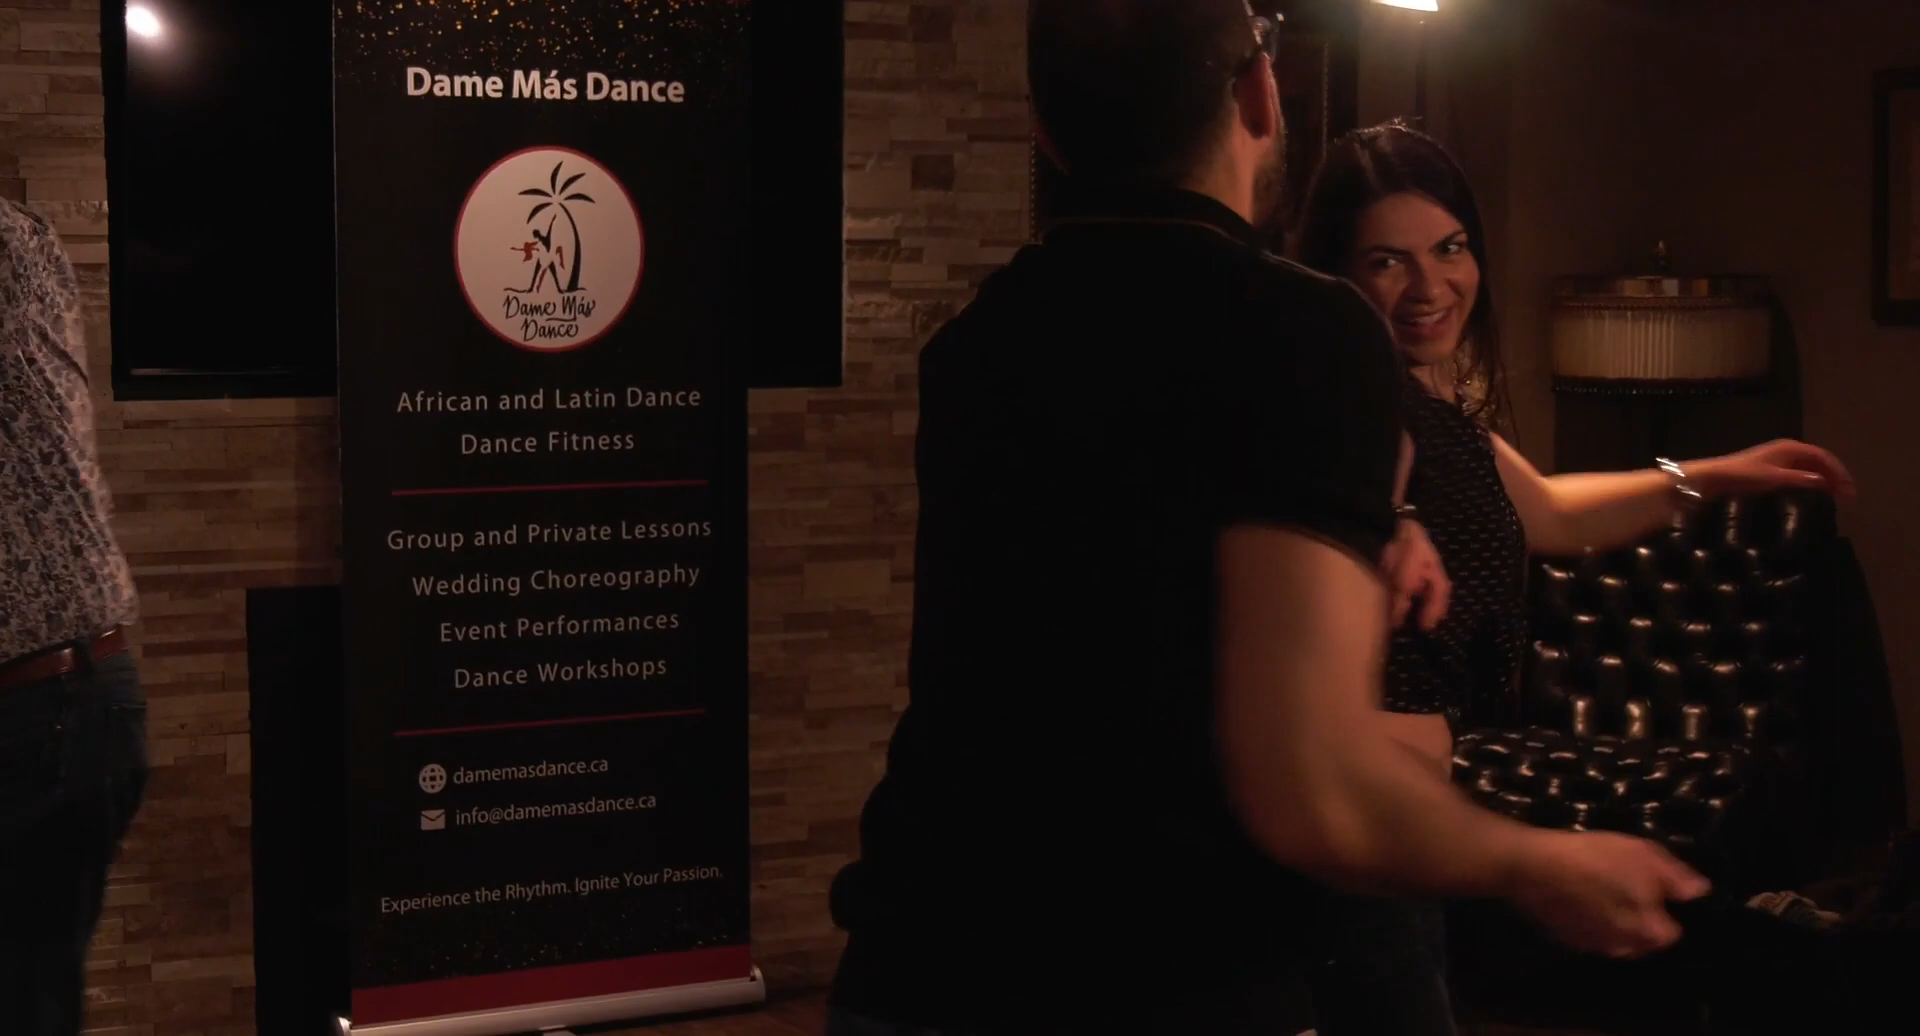 Dame Más Dance
Dame Más
Dance
African and Latin Dance
Dance Fitness
Group and Private Lessons
Wedding Choreography
Event Performances
Dance Workshops
damemasdance.ca
info@damemasdance.ca
Experience the Rhythm. Ignite Your Passion.